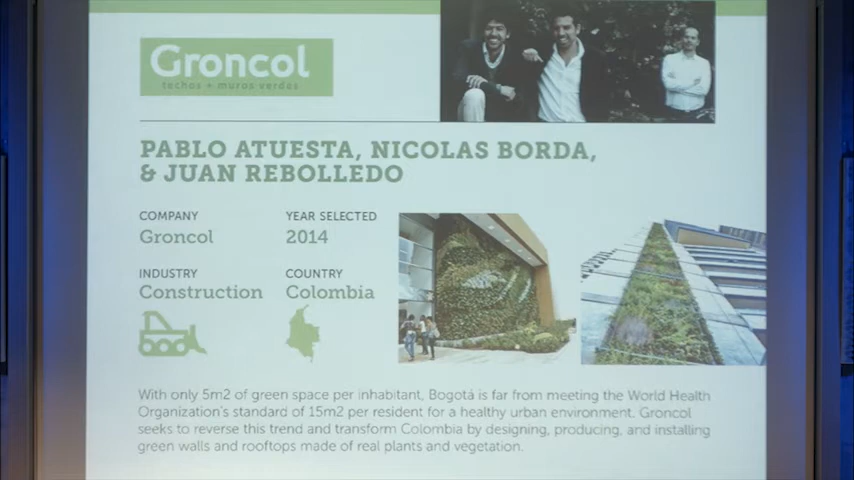 Groncol
techos + muros verdes
PABLO ATUESTA, NICOLAS BORDA,
& JUAN REBOLLEDO
COMPANY
Groncol
YEAR SELECTED
2014
INDUSTRY
Construction
COUNTRY
Colombia
With only 5m2 of green space per inhabitant, Bogotá is far from meeting the World Health
Organization's standard of 15m2 per resident for a healthy urban environment. Groncol
seeks to reverse this trend and transform Colombia by designing, producing, and installing
green walls and rooftops made of real plants and vegetation.